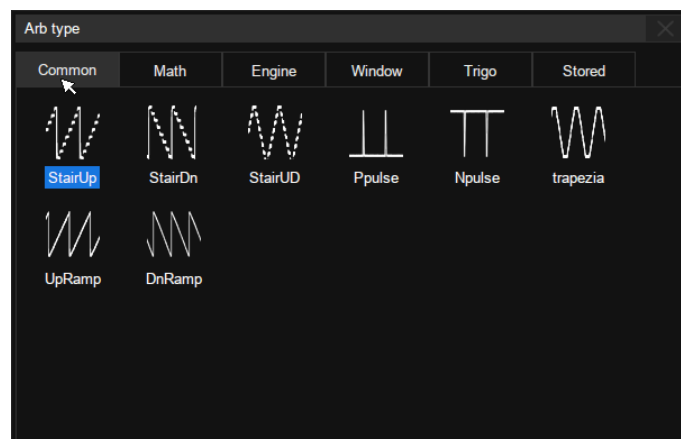 Arb type
Common Math Engine Window Trigo Stored
StairUp StairDn StairUD Ppulse Npulse trapezia
UpRamp DnRamp